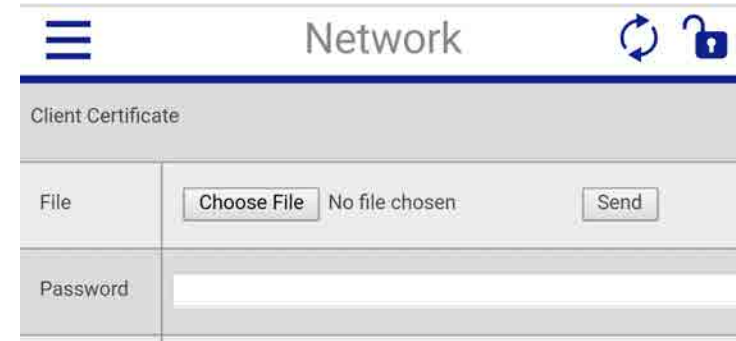 Network
Client Certificate
File
Choose File No file chosen Send
Password